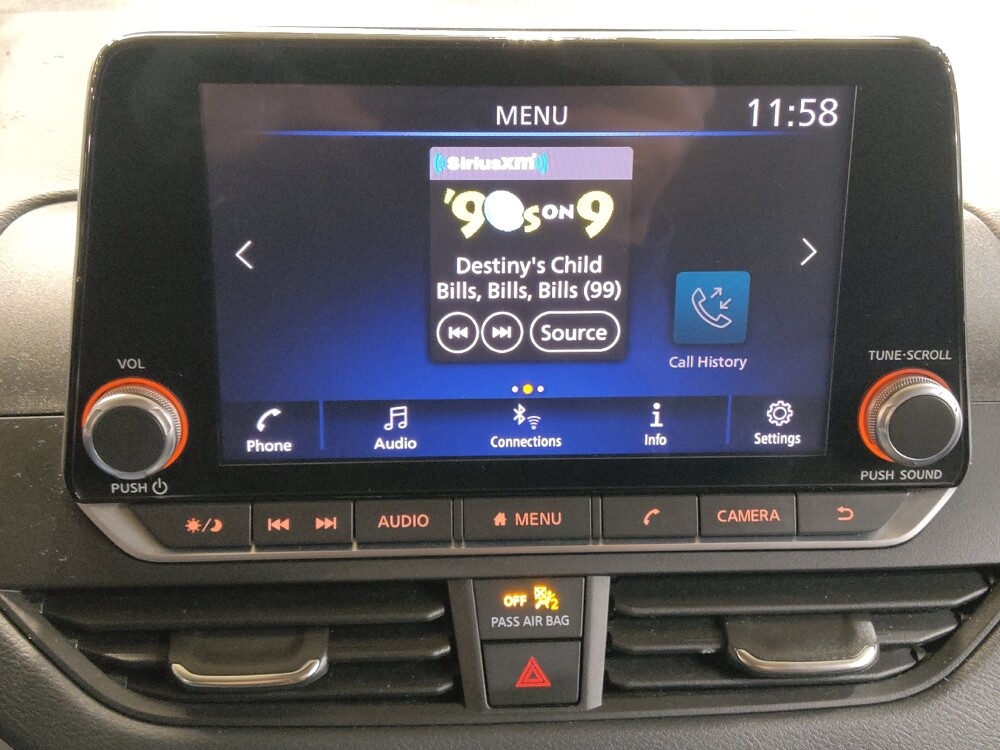 MENU
11:58
SiriusXM
'90s ON 9
Destiny's Child
Bills, Bills, Bills (99)
Source
Call History
Phone
Audio
Connections
Info
Settings
VOL
PUSH
TUNE·SCROLL
PUSH SOUND
AUDIO
MENU
CAMERA
OFF 2
PASS AIR BAG